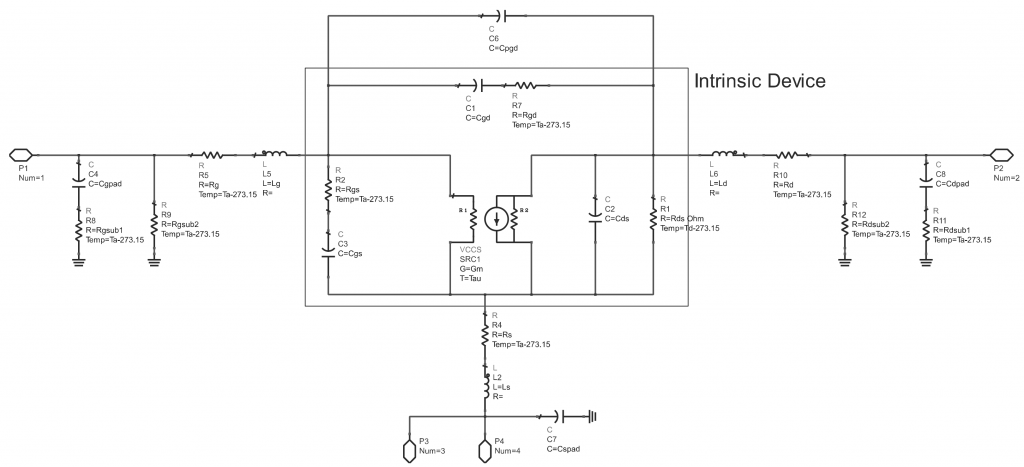 C
C6
C=Cpgd
Intrinsic Device
C
C1
C=Cgd
R
R7
R=Rgd
Temp=Ta-273.15
P1
Num=1
C
C4
C=Cgpad
R
R8
R=Rgsub1
Temp=Ta-273.15
R
R9
R=Rgsub2
Temp=Ta-273.15
R
R5
R=Rg
Temp=Ta-273.15
L
L5
L=Lg
R=
R
R2
R=Rgs
Temp=Ta-273.15
C
C3
C=Cgs
R1
R2
VCCS
SRC1
G=Gm
T=Tau
C
C2
C=Cds
R
R1
R=Rds Ohm
Temp=Td-273.15
L
L6
L=Ld
R=
R
R10
R=Rd
Temp=Ta-273.15
R
R12
R=Rdsub2
Temp=Ta-273.15
C
C8
C=Cdpad
R
R11
R=Rdsub1
Temp=Ta-273.15
P2
Num=2
R
R4
R=Rs
Temp=Ta-273.15
L
L2
L=Ls
R=
C
C7
C=Cspad
P3
Num=3
P4
Num=4